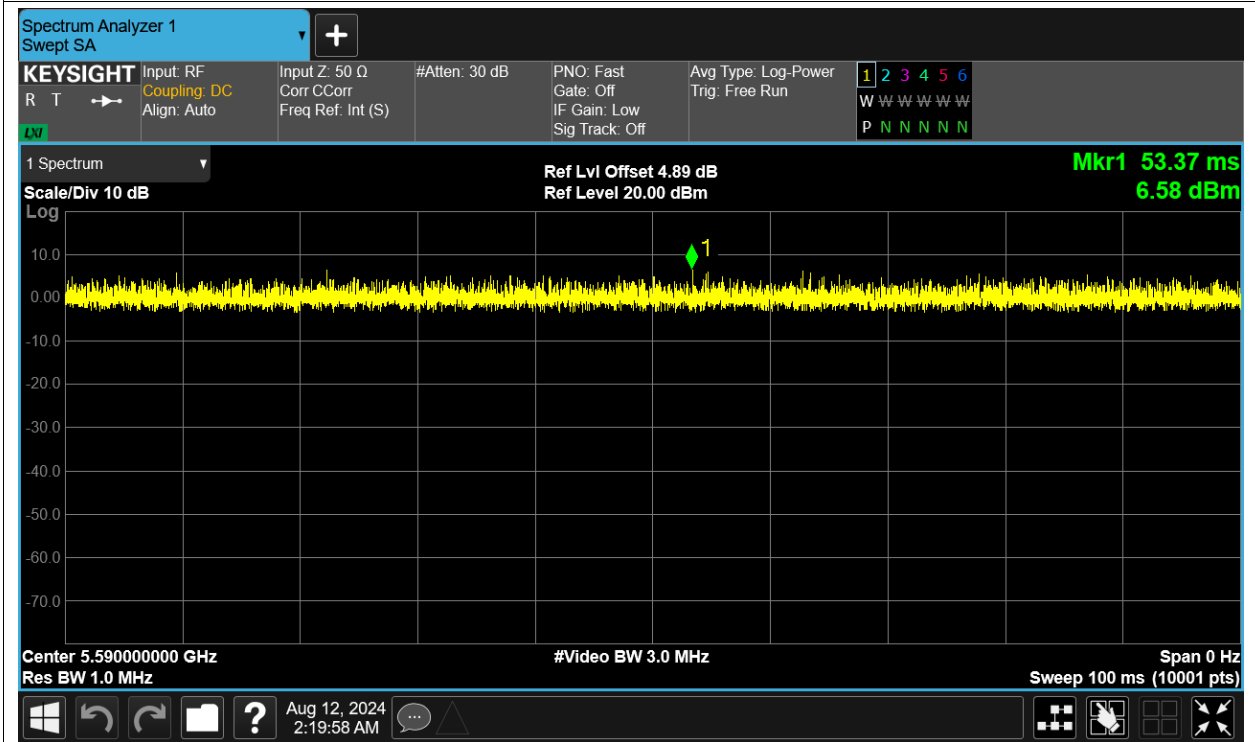 Spectrum Analyzer 1
Swept SA
KEYSIGHT
R T
LXI
Input: RF
Coupling: DC
Align: Auto
Input Z: 50 Ω
Corr CCorr
Freq Ref: Int (S)
#Atten: 30 dB
PNO: Fast
Gate: Off
IF Gain: Low
Sig Track: Off
Avg Type: Log-Power
Trig: Free Run
1 2 3 4 5 6
W W W W W W
P N N N N N
1 Spectrum
Scale/Div 10 dB
Log
Ref Lvl Offset 4.89 dB
Ref Level 20.00 dBm
Mkr1 53.37 ms
6.58 dBm
1
10.0
0.00
-10.0
-20.0
-30.0
-40.0
-50.0
-60.0
-70.0
Center 5.590000000 GHz
Res BW 1.0 MHz
#Video BW 3.0 MHz
Span 0 Hz
Sweep 100 ms (10001 pts)
?
Aug 12, 2024
2:19:58 AM